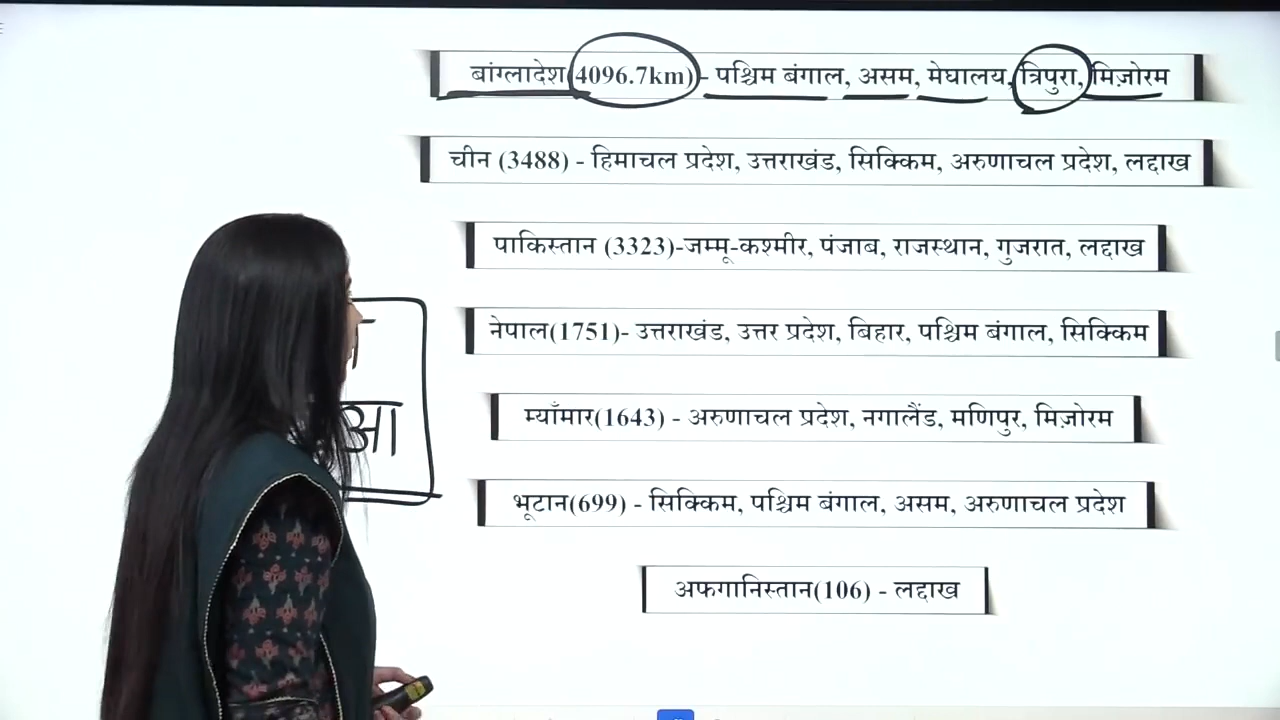 बांग्लादेश(4096.7km) - पश्चिम बंगाल, असम, मेघालय, त्रिपुरा, मिज़ोरम
चीन (3488) - हिमाचल प्रदेश, उत्तराखंड, सिक्किम, अरुणाचल प्रदेश, लद्दाख
पाकिस्तान (3323)-जम्मू-कश्मीर, पंजाब, राजस्थान, गुजरात, लद्दाख
नेपाल(1751)- उत्तराखंड, उत्तर प्रदेश, बिहार, पश्चिम बंगाल, सिक्किम
म्याँमार(1643) - अरुणाचल प्रदेश, नगालैंड, मणिपुर, मिज़ोरम
भूटान(699) - सिक्किम, पश्चिम बंगाल, असम, अरुणाचल प्रदेश
अफगानिस्तान(106) - लद्दाख